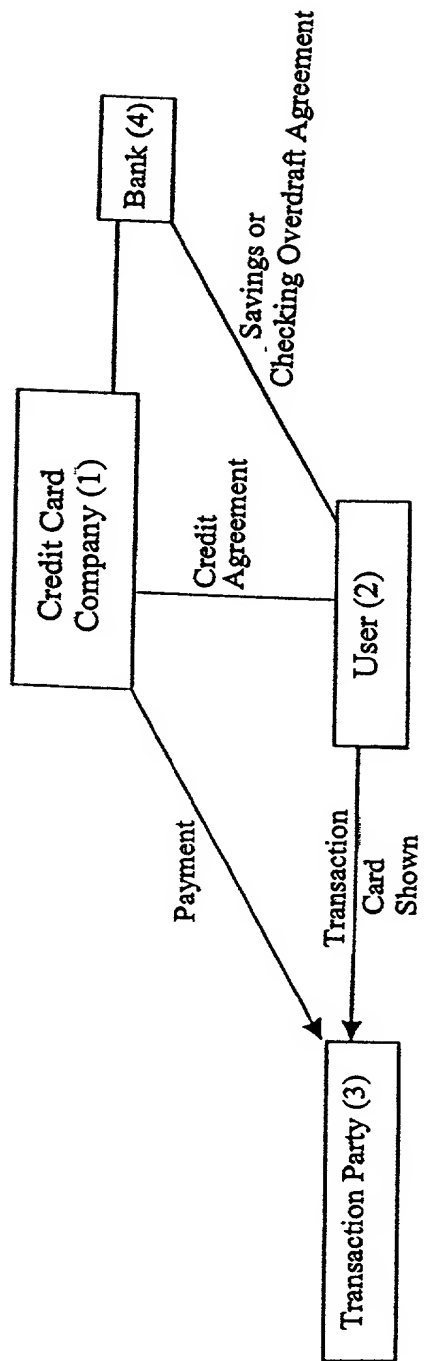 Credit Card
Company (1)
Bank (4)
Payment
Credit
Agreement
Savings or
Checking Overdraft Agreement
Transaction Party (3)
Transaction
Card
Shown
User (2)